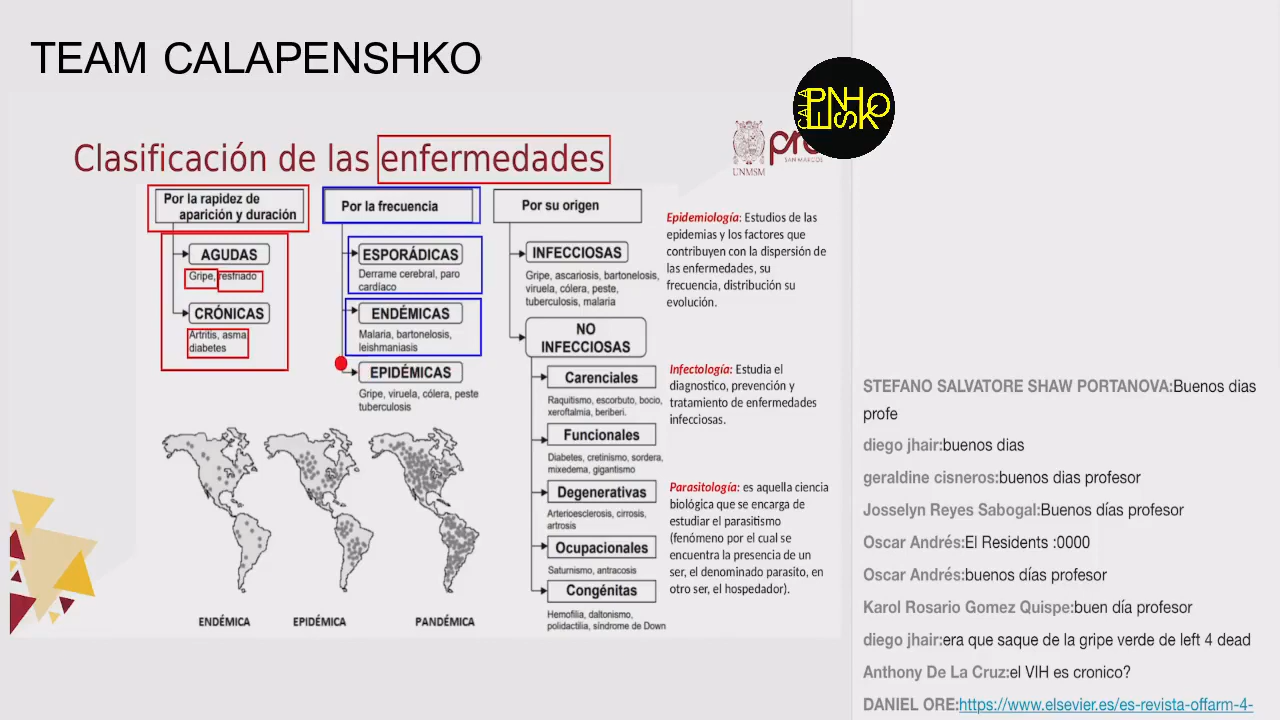 TEAM CALAPENSHKO
CALA
PENHO
ESK
Clasificación de las enfermedades
pre
SAN MARCOS
UNMSM
Por la rapidez de
aparición y duración
AGUDAS
Gripe, resfriado
CRÓNICAS
Artritis, asma
diabetes
Por la frecuencia
ESPORÁDICAS
Derrame cerebral, paro
cardíaco
ENDÉMICAS
Malaria, bartonelosis,
leishmaniasis
EPIDÉMICAS
Gripe, viruela, cólera, peste
tuberculosis
Por su origen
INFECCIOSAS
Gripe, ascariosis, bartonelosis,
viruela, cólera, peste,
tuberculosis, malaria
NO
INFECCIOSAS
Carenciales
Raquitismo, escorbuto, bocio,
xeroftalmia, beriberi.
Funcionales
Diabetes, cretinismo, sordera,
mixedema, gigantismo
Degenerativas
Arterioesclerosis, cirrosis,
artrosis
Ocupacionales
Saturnismo, antracosis
Congénitas
Hemofilia, daltonismo,
polidactilia, síndrome de Down
ENDÉMICA
EPIDÉMICA
PANDÉMICA
Epidemiología: Estudios de las
epidemias y los factores que
contribuyen con la dispersión de
las enfermedades, su
frecuencia, distribución su
evolución.
Infectología: Estudia el
diagnostico, prevención y
tratamiento de enfermedades
infecciosas.
Parasitología: es aquella ciencia
biológica que se encarga de
estudiar el parasitismo
(fenómeno por el cual se
encuentra la presencia de un
ser, el denominado parasito, en
otro ser, el hospedador).
STEFANO SALVATORE SHAW PORTANOVA:Buenos dias
profe
diego jhair:buenos dias
geraldine cisneros:buenos dias profesor
Josselyn Reyes Sabogal:Buenos días profesor
Oscar Andrés:El Residents :0000
Oscar Andrés:buenos días profesor
Karol Rosario Gomez Quispe:buen día profesor
diego jhair:era que saque de la gripe verde de left 4 dead
Anthony De La Cruz:el VIH es cronico?
DANIEL ORE:https://www.elsevier.es/es-revista-offarm-4-